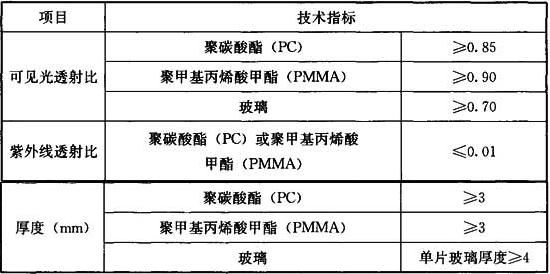 项目 技术指标
可见光透射比 聚碳酸酯（PC） ≥0.85
聚甲基丙烯酸甲酯（PMMA） ≥0.90
玻璃 ≥0.70
紫外线透射比 聚碳酸酯（PC）或聚甲基丙烯酸
甲酯（PMMA） ≤0.01
厚度（mm） 聚碳酸酯（PC） ≥3
聚甲基丙烯酸甲酯（PMMA） ≥3
玻璃 单片玻璃厚度≥4